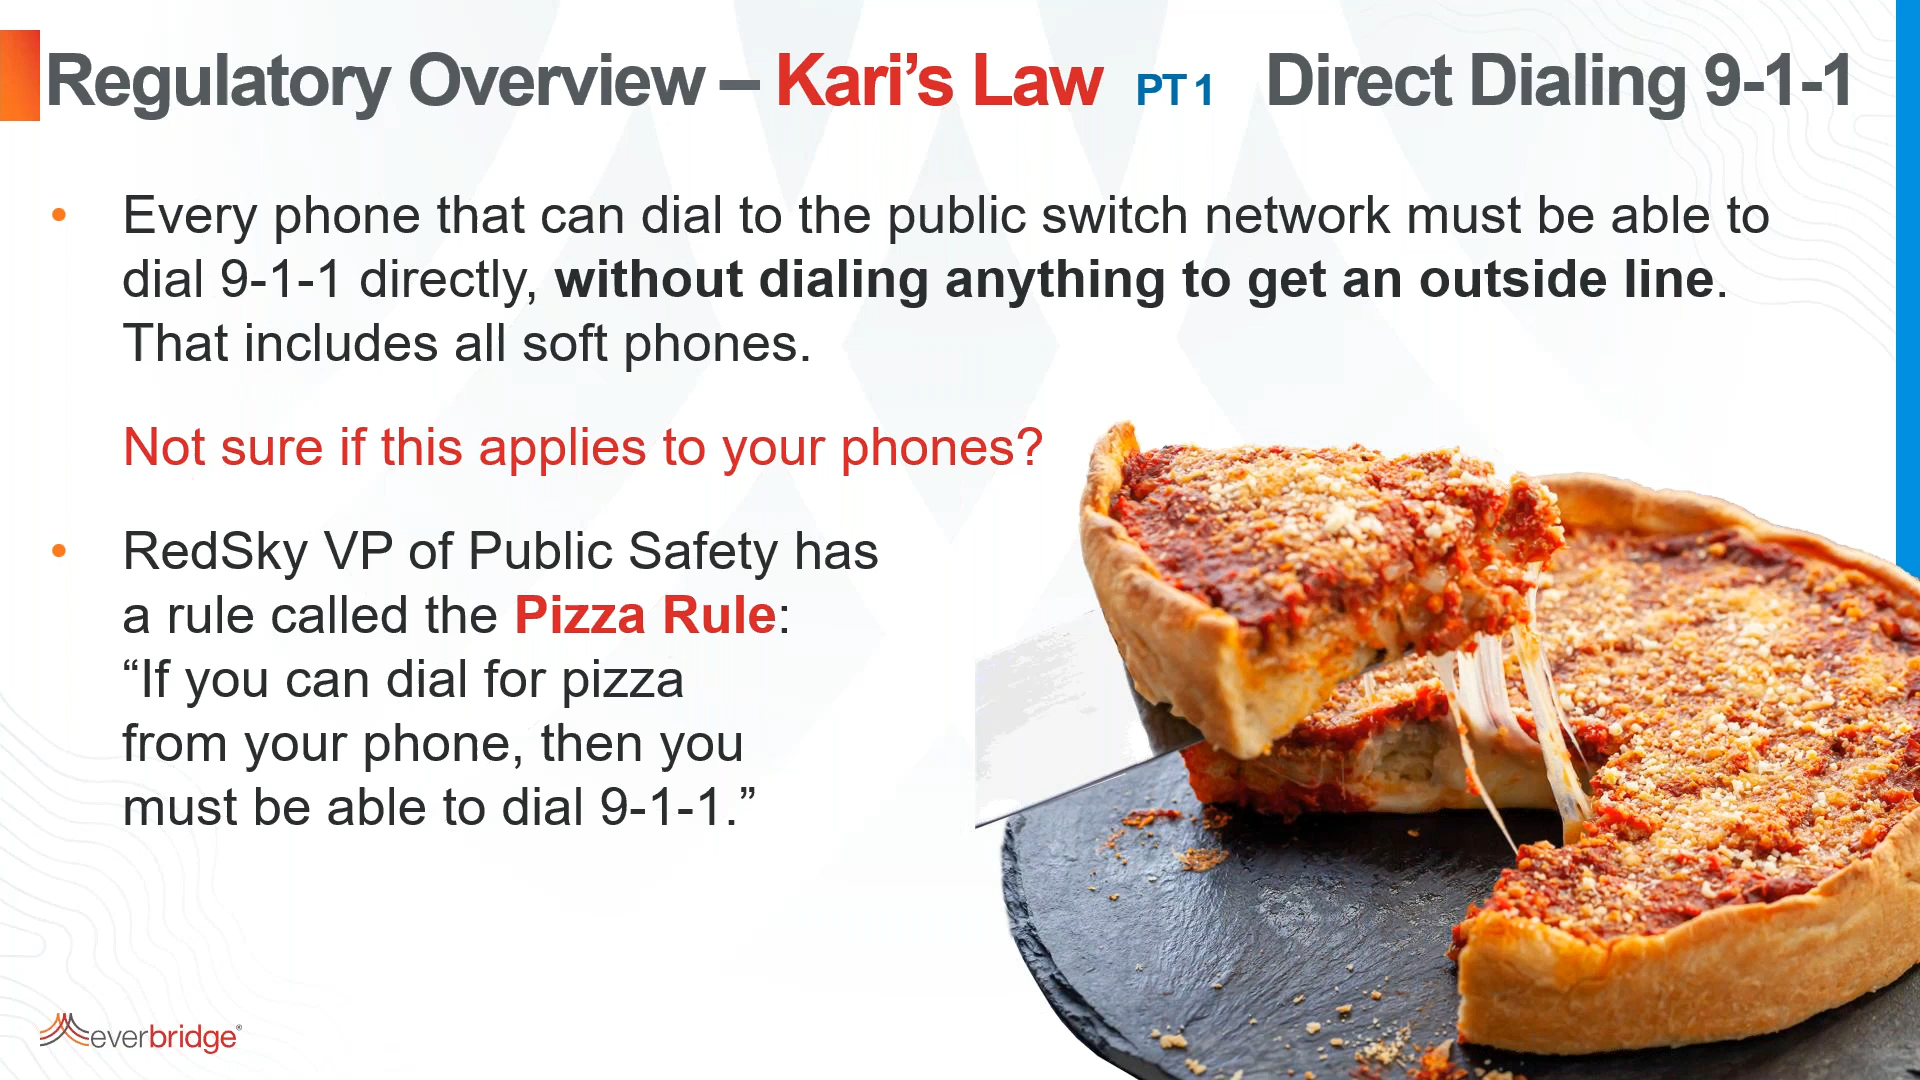 Regulatory Overview – Kari’s Law PT 1 Direct Dialing 9-1-1
• Every phone that can dial to the public switch network must be able to
dial 9-1-1 directly, without dialing anything to get an outside line.
That includes all soft phones.
Not sure if this applies to your phones?
• RedSky VP of Public Safety has
a rule called the Pizza Rule:
“If you can dial for pizza
from your phone, then you
must be able to dial 9-1-1.”
everbridge®